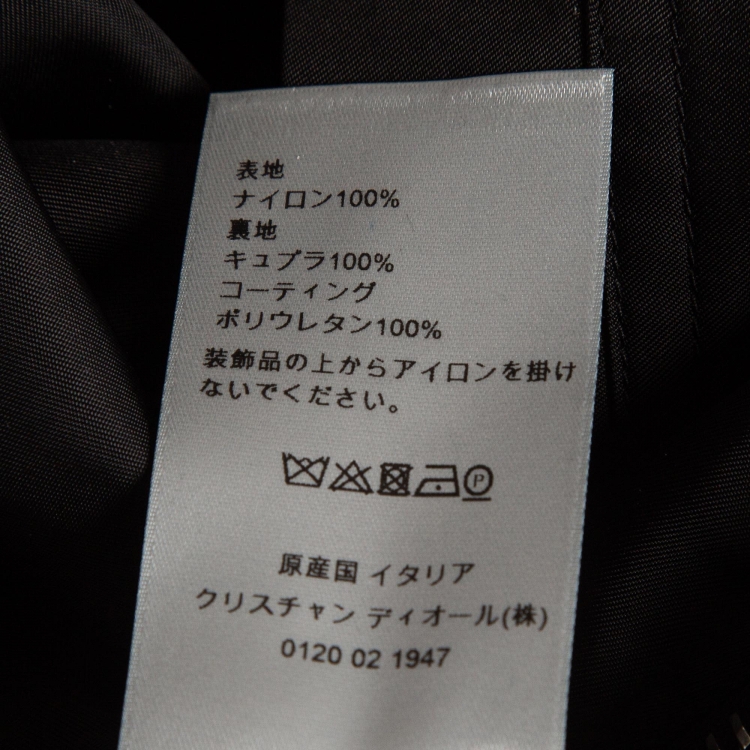 表地
ナイロン100%
裏地
キュプラ100%
コーティング
ポリウレタン100%
装飾品の上からアイロンを掛け
ないでください。
P
原産国 イタリア
クリスチャン ディオール(株)
0120 02 1947